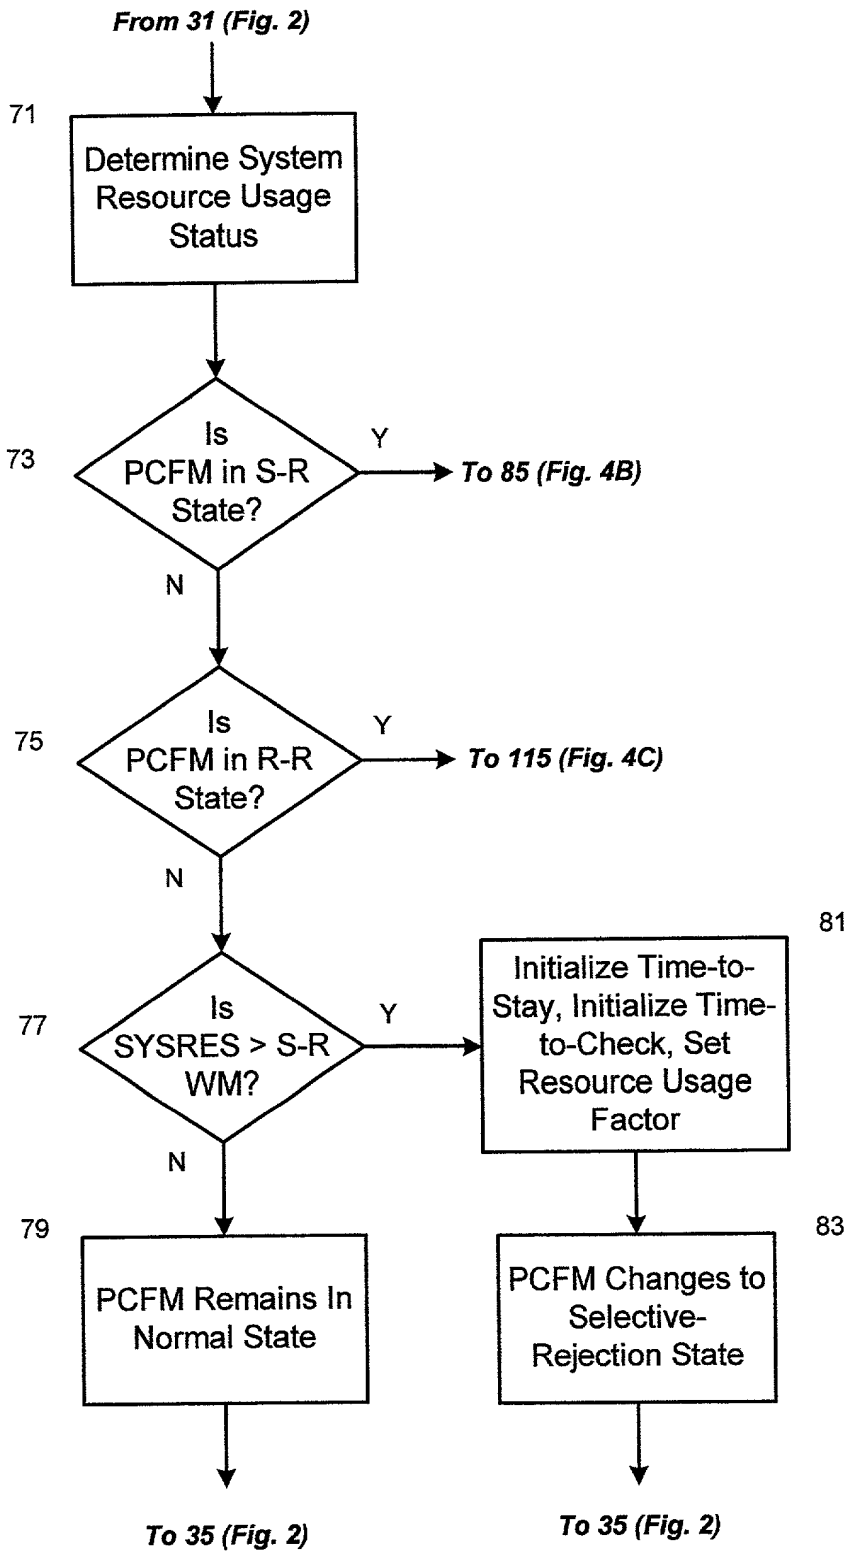 From 31 (Fig. 2)
71
Determine System
Resource Usage
Status
73
Is
PCFM in S-R
State?
Y
To 85 (Fig. 4B)
N
75
Is
PCFM in R-R
State?
Y
To 115 (Fig. 4C)
N
77
Is
SYSRES > S-R
WM?
Y
81
Initialize Time-to-
Stay, Initialize Time-
to-Check, Set
Resource Usage
Factor
N
79
PCFM Remains In
Normal State
83
PCFM Changes to
Selective-
Rejection State
To 35 (Fig. 2)
To 35 (Fig. 2)